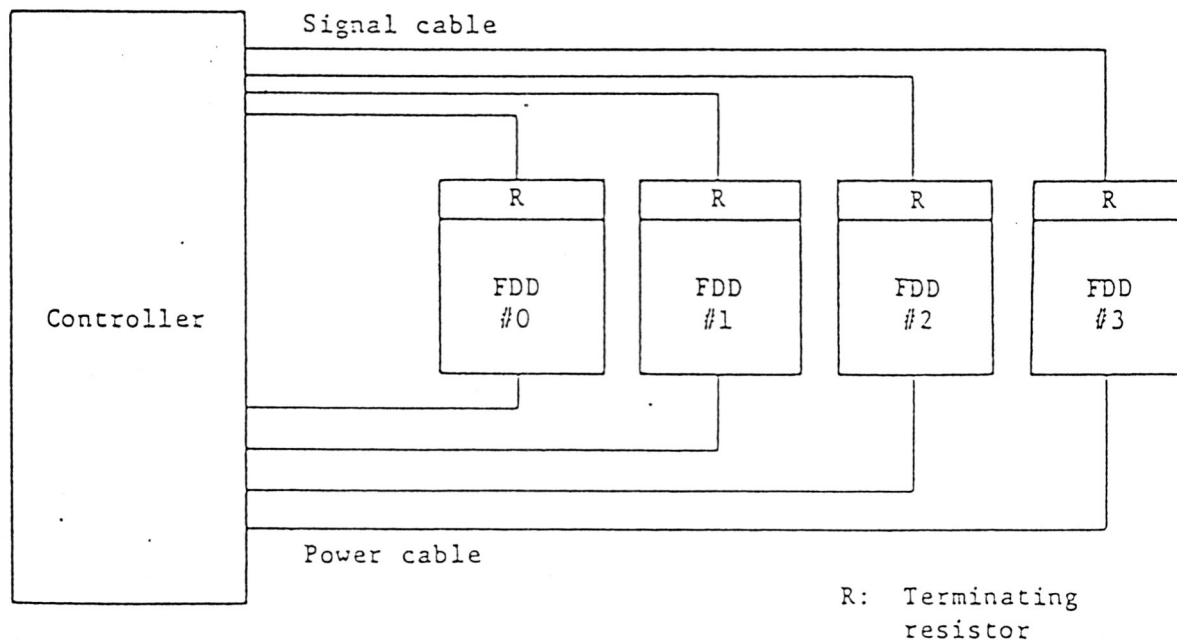 Signal cable
R
R
R
R
FDD
#0
FDD
#1
FDD
#2
FDD
#3
Controller
Power cable
R: Terminating
resistor